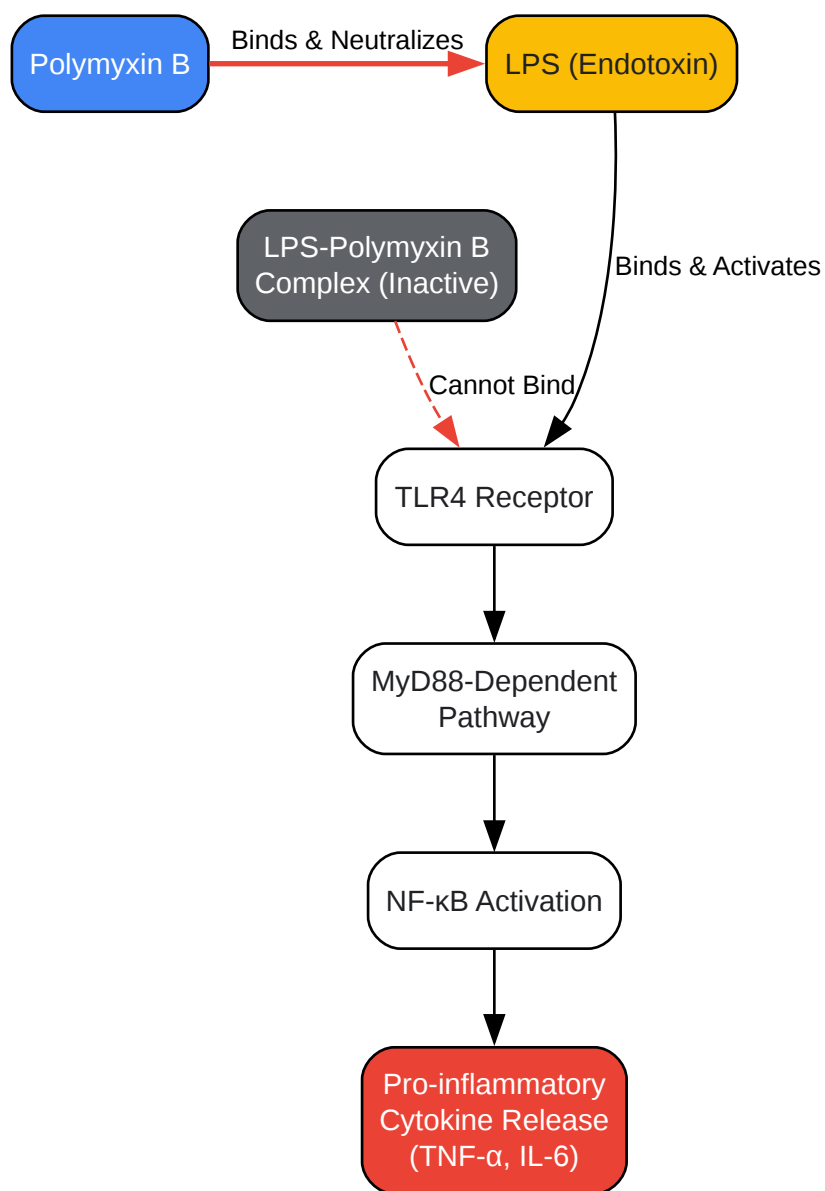 Polymyxin B
Binds & Neutralizes
LPS (Endotoxin)
LPS-Polymyxin B
Complex (Inactive)
Binds & Activates
Cannot Bind
TLR4 Receptor
MyD88-Dependent
Pathway
NF-κB Activation
Pro-inflammatory
Cytokine Release
(TNF-α, IL-6)